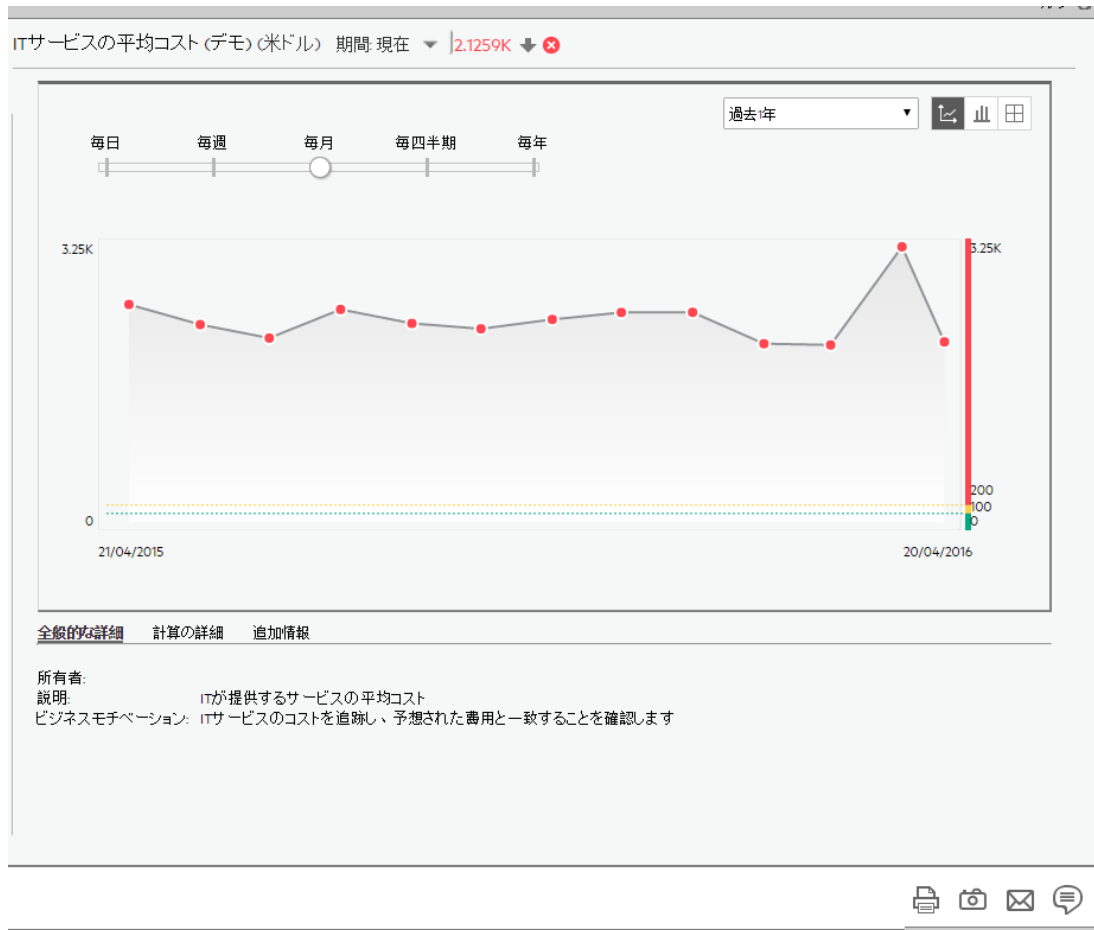 ITサービスの平均コスト (デモ) (米ドル) 期間: 現在 2.1259K
過去1年
毎日 毎週 毎月 毎四半期 毎年
3.25K 3.25K
200
100
0 0
21/04/2015 20/04/2016
全般的な詳細 計算の詳細 追加情報
所有者:
説明: ITが提供するサービスの平均コスト
ビジネスモチベーション: ITサービスのコストを追跡し、予想された費用と一致することを確認します